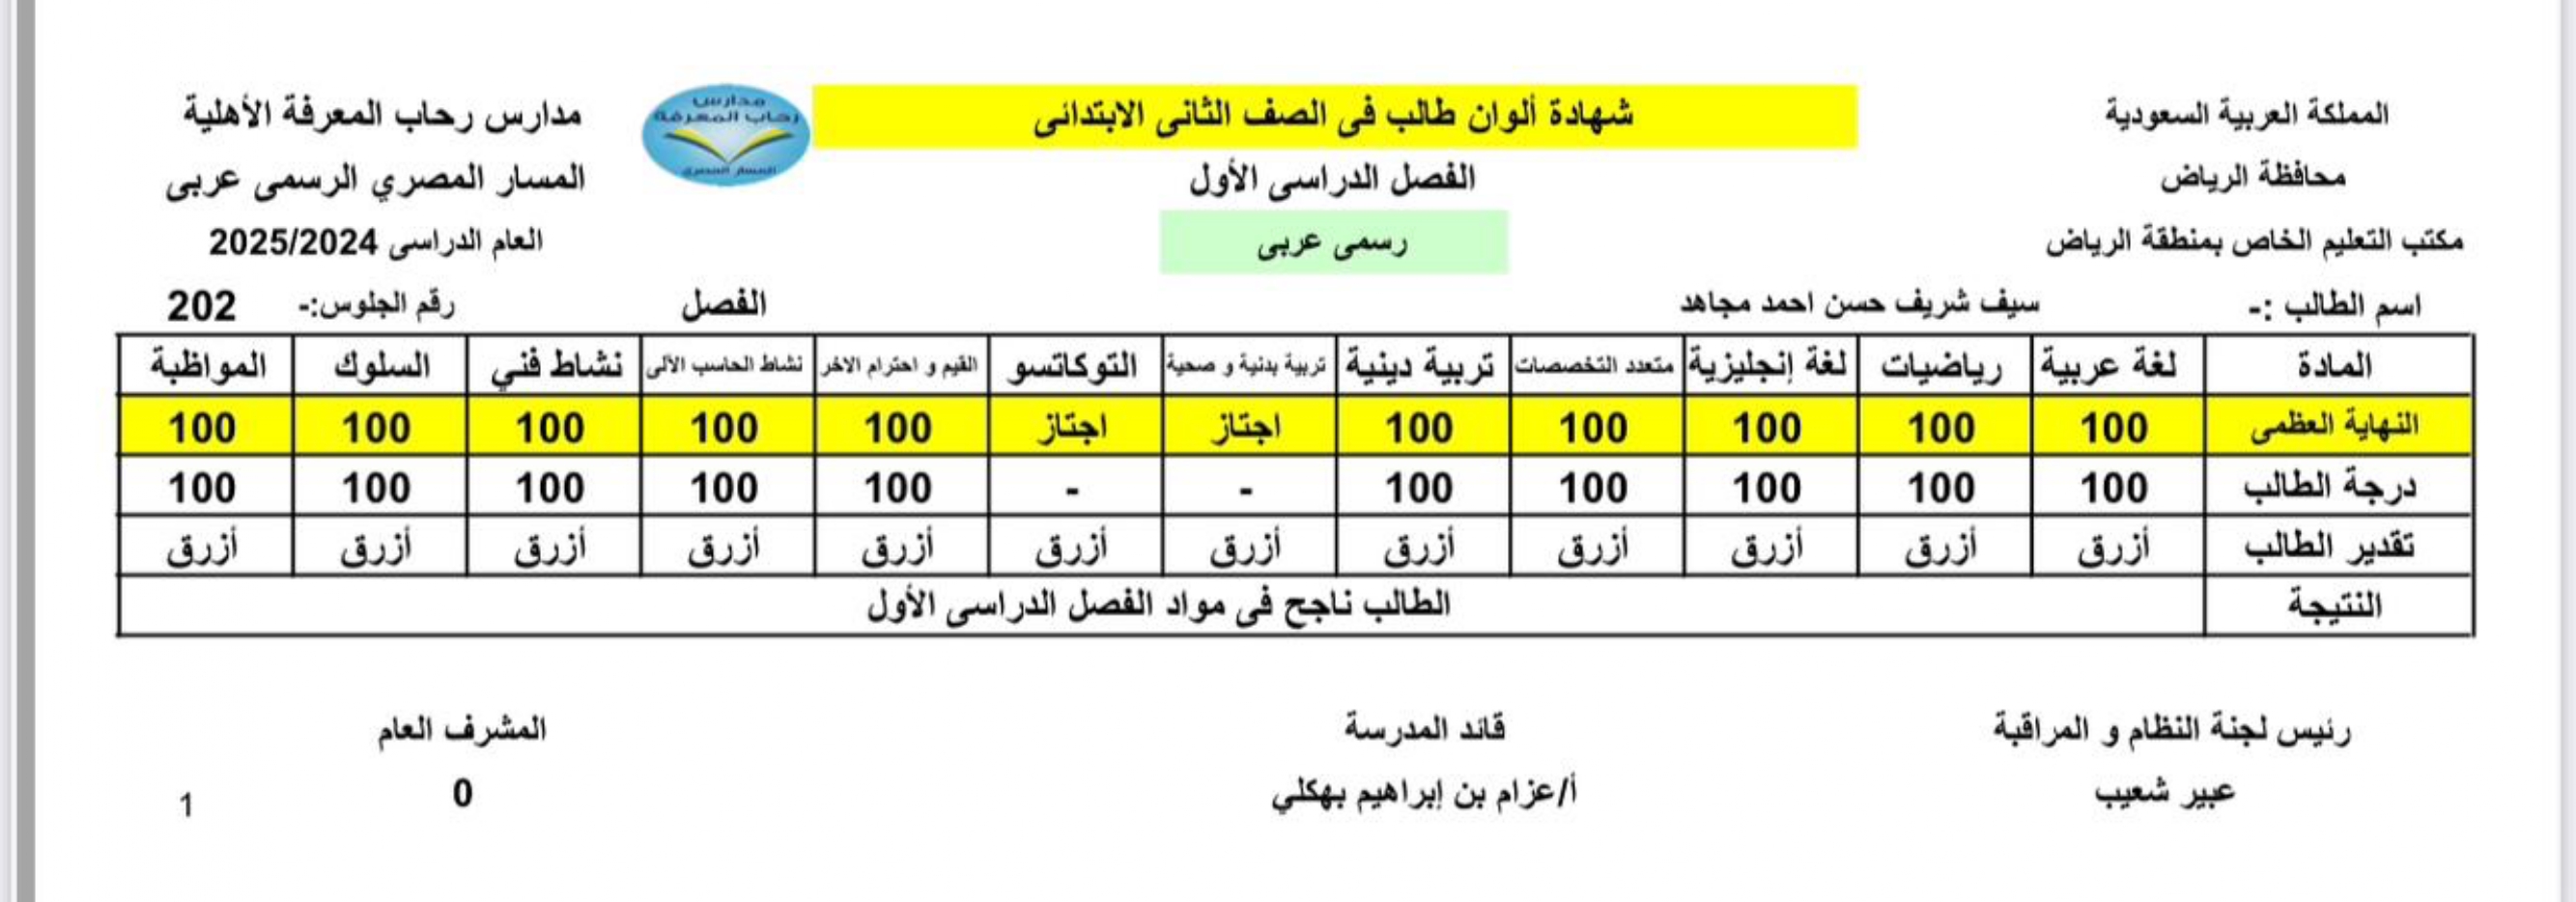 المملكة العربية السعودية
شهادة ألوان طالب فى الصف الثانى الابتدائى
مدارس رحاب المعرفة
المسار المصرى
مدارس رحاب المعرفة الأهلية
محافظة الرياض
الفصل الدراسى الأول
المسار المصري الرسمى عربى
مكتب التعليم الخاص بمنطقة الرياض
رسمى عربى
العام الدراسى 2025/2024
اسم الطالب :- سيف شريف حسن احمد مجاهد الفصل رقم الجلوس:- 202
المادة لغة عربية رياضيات لغة إنجليزية متعدد التخصصات تربية دينية تربية بدنية و صحية التوكاتسو القيم و احترام الاخر نشاط الحاسب الألى نشاط فني السلوك المواظبة
النهاية العظمى 100 100 100 100 100 اجتاز اجتاز 100 100 100 100 100
درجة الطالب 100 100 100 100 100 - - 100 100 100 100 100
تقدير الطالب أزرق أزرق أزرق أزرق أزرق أزرق أزرق أزرق أزرق أزرق أزرق أزرق
النتيجة الطالب ناجح فى مواد الفصل الدراسى الأول
رئيس لجنة النظام و المراقبة قائد المدرسة المشرف العام
عبير شعيب أ/عزام بن إبراهيم بهكلي 0 1